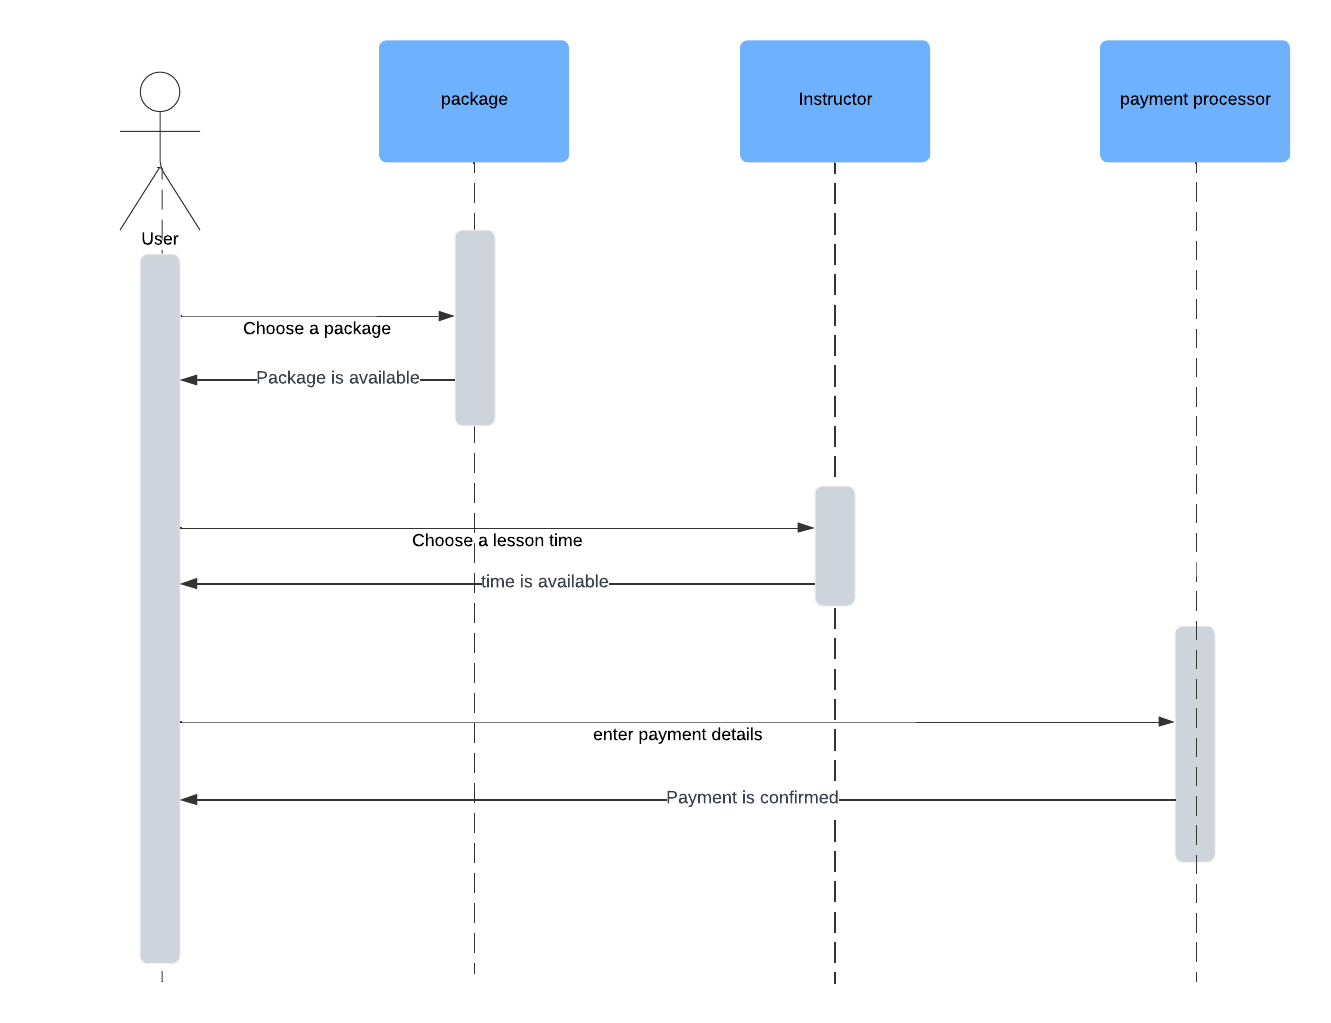 package
Instructor
payment processor
User
Choose a package
Package is available
Choose a lesson time
time is available
enter payment details
Payment is confirmed